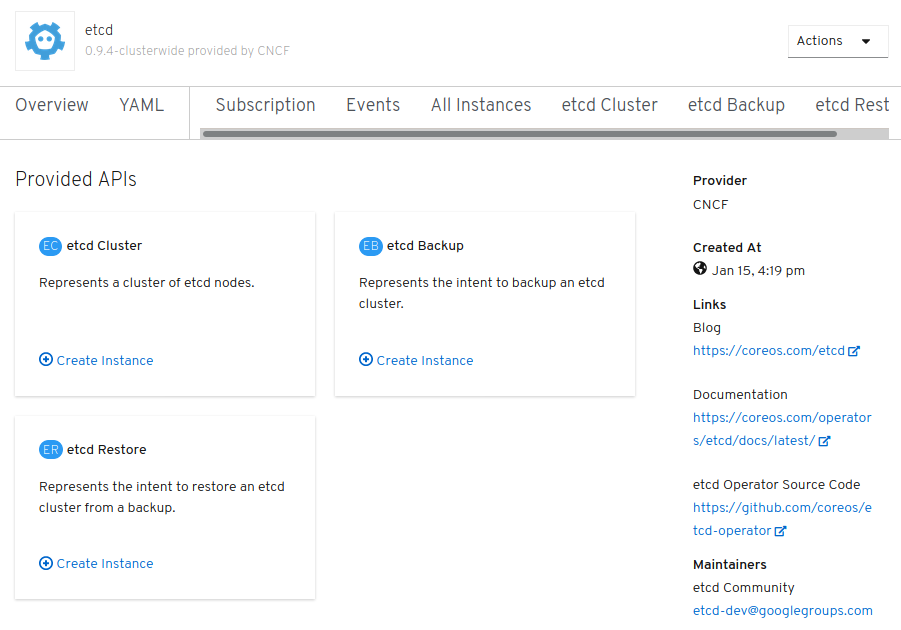 etcd
0.9.4-clusterwide provided by CNCF
Actions
Overview YAML Subscription Events All Instances etcd Cluster etcd Backup etcd Rest
Provided APIs
EC etcd Cluster
Represents a cluster of etcd nodes.
Create Instance
EB etcd Backup
Represents the intent to backup an etcd
cluster.
Create Instance
ER etcd Restore
Represents the intent to restore an etcd
cluster from a backup.
Create Instance
Provider
CNCF
Created At
Jan 15, 4:19 pm
Links
Blog
https://coreos.com/etcd
Documentation
https://coreos.com/operator
s/etcd/docs/latest/
etcd Operator Source Code
https://github.com/coreos/e
tcd-operator
Maintainers
etcd Community
etcd-dev@googlegroups.com